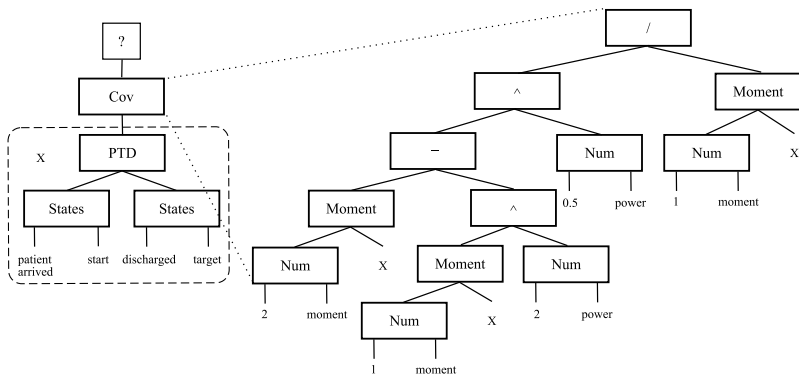 ?
Cov
X
PTD
States
States
patient
arrived
start
discharged
target
/
^
Moment
–
Num
Num
X
0.5
power
1
moment
Moment
^
Num
X
Moment
Num
2
moment
Num
X
2
power
1
moment